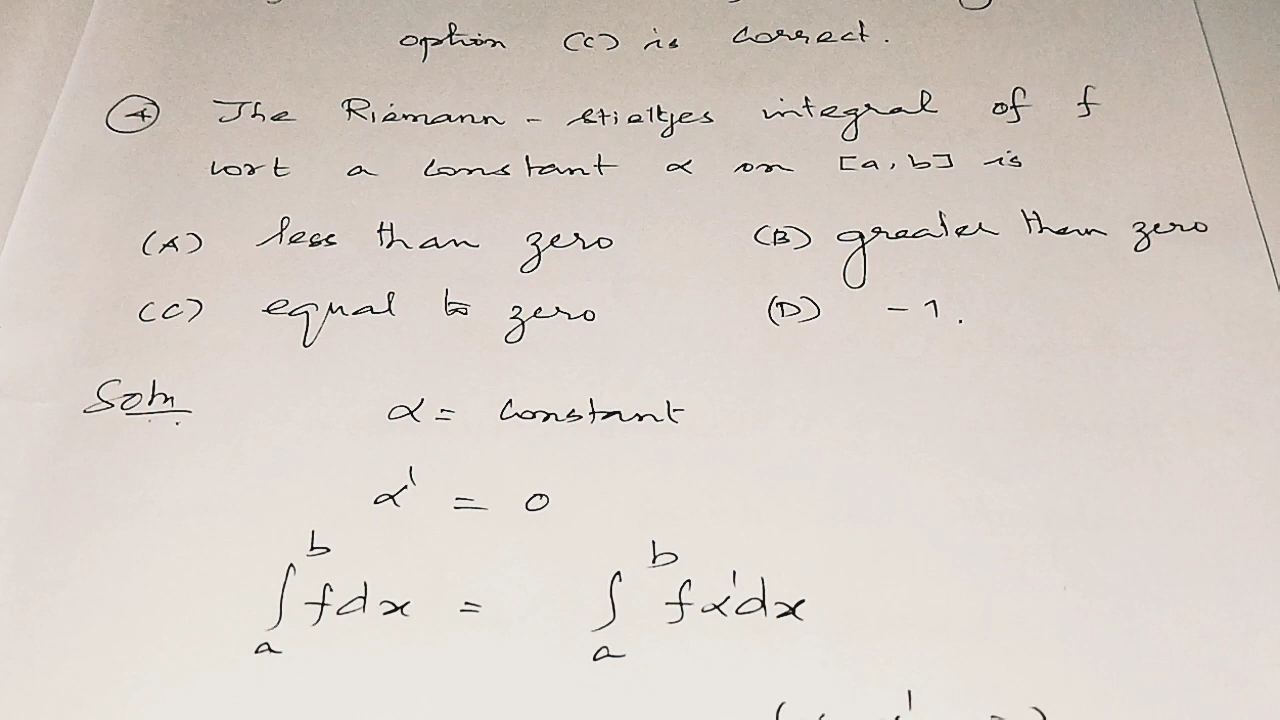 option (c) is correct.
④ The Riemann - stieltjes integral of f
wrt a constant α on [a,b] is
(A) less than zero (B) greater than zero
(C) equal to zero (D) -1.
Soln
α = constant
α' = 0
∫_a^b f dx = ∫_a^b f α' dx